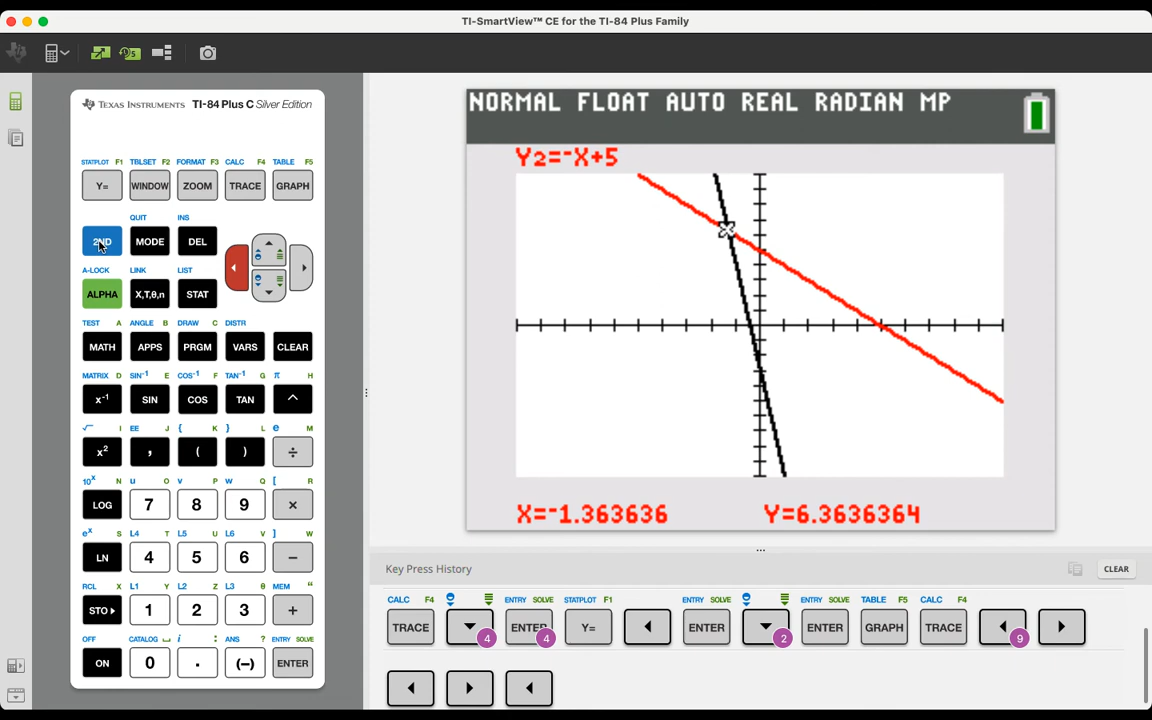 TI-SmartView™ CE for the TI-84 Plus Family
TEXAS INSTRUMENTS TI-84 Plus C Silver Edition
STATPLOT F1 TBLSET F2 FORMAT F3 CALC F4 TABLE F5
Y= WINDOW ZOOM TRACE GRAPH
QUIT INS
2ND MODE DEL
A-LOCK LINK LIST
ALPHA X,T,θ,n STAT
TEST A ANGLE B DRAW C DISTR
MATH APPS PRGM VARS CLEAR
MATRIX D SIN⁻¹ E COS⁻¹ F TAN⁻¹ G π H
x⁻¹ SIN COS TAN ^
√ I EE J { K } L e M
x² , ( ) ÷
10ˣ N u O v P w Q [ R
LOG 7 8 9 ×
eˣ S L4 T L5 U L6 V ] W
LN 4 5 6 −
RCL X L1 Y L2 Z L3 θ MEM "
STO▸ 1 2 3 +
OFF CATALOG ⎵ i : ANS ? ENTRY SOLVE
ON 0 . (−) ENTER
NORMAL FLOAT AUTO REAL RADIAN MP
Y2=⁻X+5
X=⁻1.363636 Y=6.3636364
Key Press History
CLEAR
CALC F4 ENTRY SOLVE STATPLOT F1 ENTRY SOLVE ENTRY SOLVE TABLE F5 CALC F4
TRACE 4 ENTER 4 Y= ENTER 2 ENTER GRAPH TRACE 9